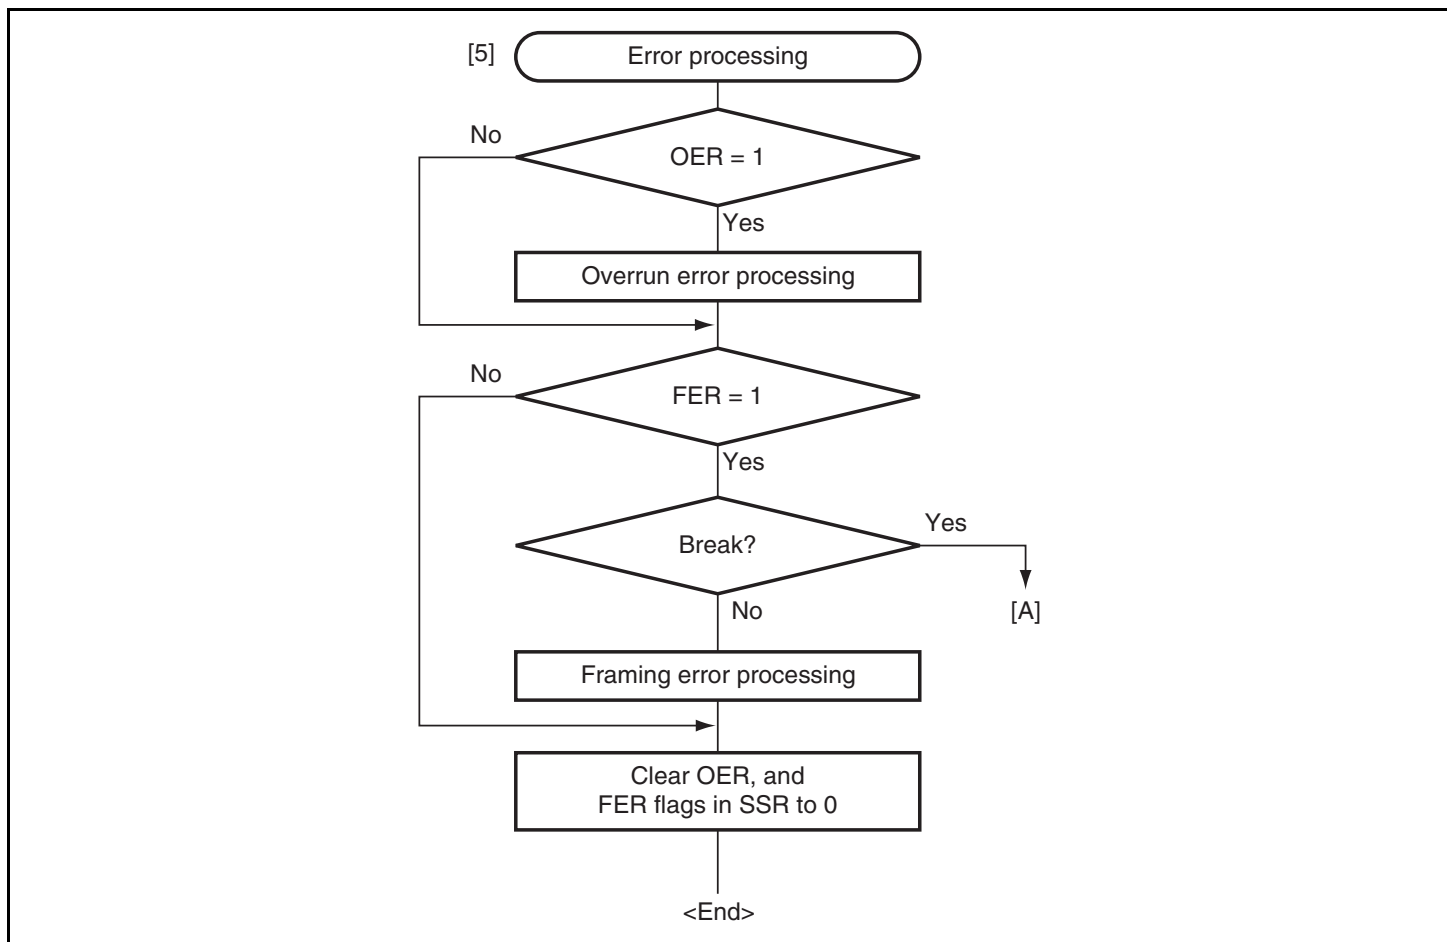 [5]
Error processing
No
OER = 1
Yes
Overrun error processing
No
FER = 1
Yes
Break?
Yes
No
[A]
Framing error processing
Clear OER, and
FER flags in SSR to 0
<End>